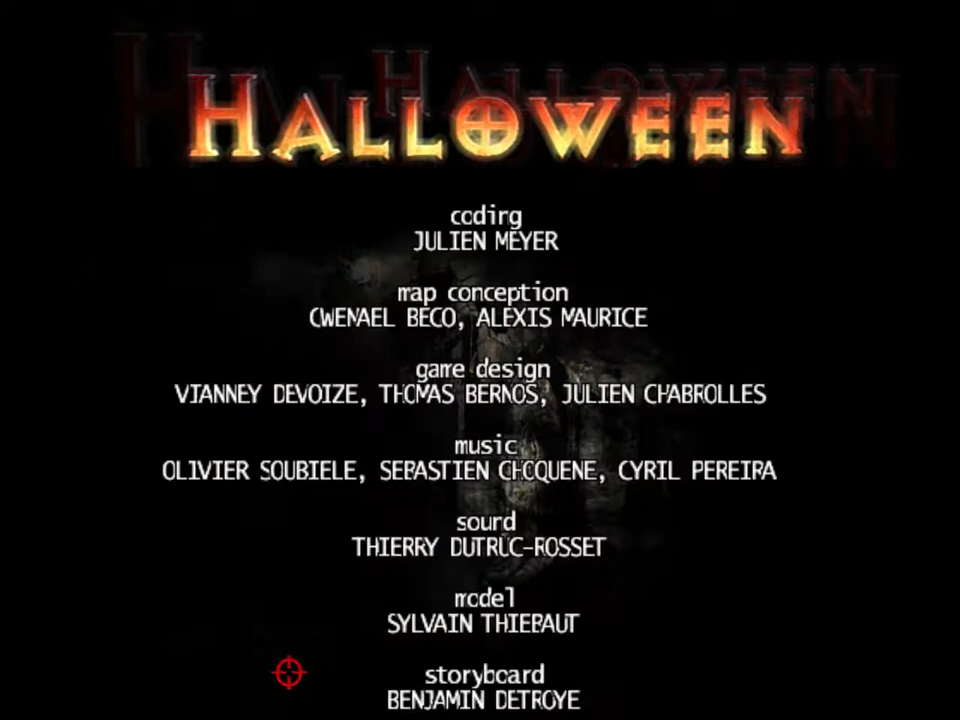 HALLOWEEN
coding
JULIEN MEYER
map conception
GWENAEL BECO, ALEXIS MAURICE
game design
VIANNEY DEVOIZE, THOMAS BERNOS, JULIEN CHABROLLES
music
OLIVIER SOUBIELE, SEBASTIEN CHOQUENE, CYRIL PEREIRA
sound
THIERRY DUTRUC-ROSSET
model
SYLVAIN THIEBAUT
storyboard
BENJAMIN DETROYE